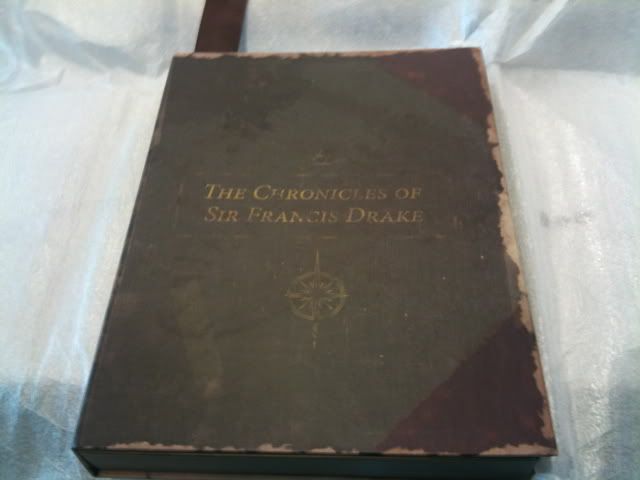 THE CHRONICLES OF
SIR FRANCIS DRAKE